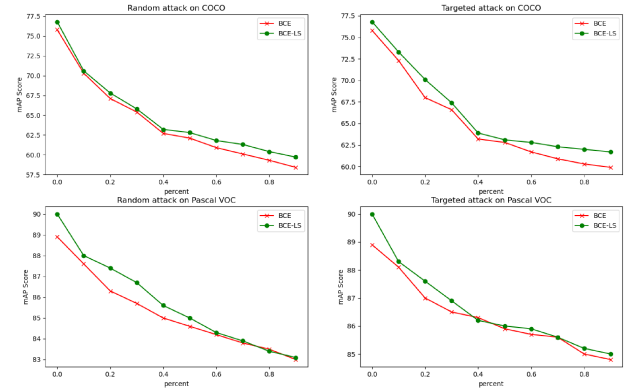 Random attack on COCO
77.5
75.0
72.5
70.0
67.5
65.0
62.5
60.0
57.5
mAP Score
BCE
BCE-LS
0.0 0.2 0.4 0.6 0.8
percent
Targeted attack on COCO
77.5
75.0
72.5
70.0
67.5
65.0
62.5
60.0
mAP Score
BCE
BCE-LS
0.0 0.2 0.4 0.6 0.8
percent
Random attack on Pascal VOC
90
89
88
87
86
85
84
83
mAP Score
BCE
BCE-LS
0.0 0.2 0.4 0.6 0.8
percent
Targeted attack on Pascal VOC
90
89
88
87
86
85
mAP Score
BCE
BCE-LS
0.0 0.2 0.4 0.6 0.8
percent